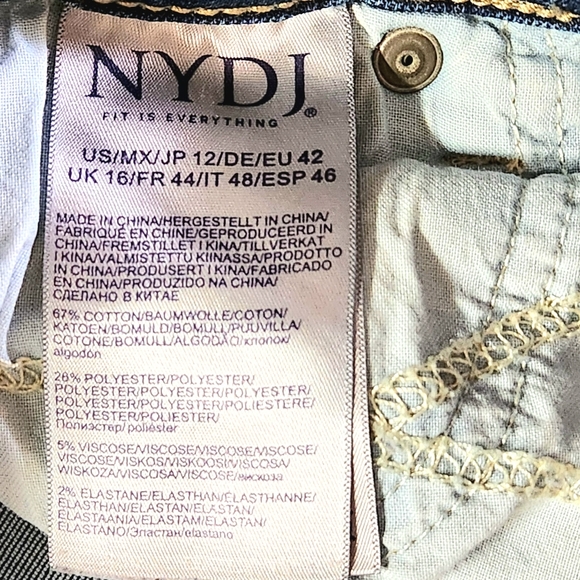 NYDJ®
FIT IS EVERYTHING
US/MX/JP 12/DE/EU 42
UK 16/FR 44/IT 48/ESP 46
MADE IN CHINA/HERGESTELLT IN CHINA/
FABRIQUÉ EN CHINE/GEPRODUCEERD IN
CHINA/FREMSTILLET I KINA/TILLVERKAT
I KINA/VALMISTETTU KIINASSA/PRODOTTO
IN CHINA/PRODUSERT I KINA/FABRICADO
EN CHINA/PRODUZIDO NA CHINA/
СДЕЛАНО В КИТАЕ
67% COTTON/BAUMWOLLE/COTON/
KATOEN/BOMULD/BOMULL/PUUVILLA/
COTONE/BOMULL/ALGODÃO/хлопок/
algodón
26% POLYESTER/POLYESTER/
POLYESTER/POLYESTER/POLYESTER/
POLYESTER/POLYESTER/POLIESTERE/
POLYESTER/POLIESTER/
Полиэстер/ poliéster
5% VISCOSE/VISCOSE/VISCOSE/
VISCOSE/VISKOS/VISKOOSI/VISCOSA/
WISKOZA/VISCOSA/VISCOSE/вискоза
2% ELASTANE/ELASTHAN/ELASTHANNE/
ELASTHAN/ELASTAN/ELASTAN/
ELASTAANIA/ELASTAM/ELASTAN/
ELASTANO/Эластан/elastano